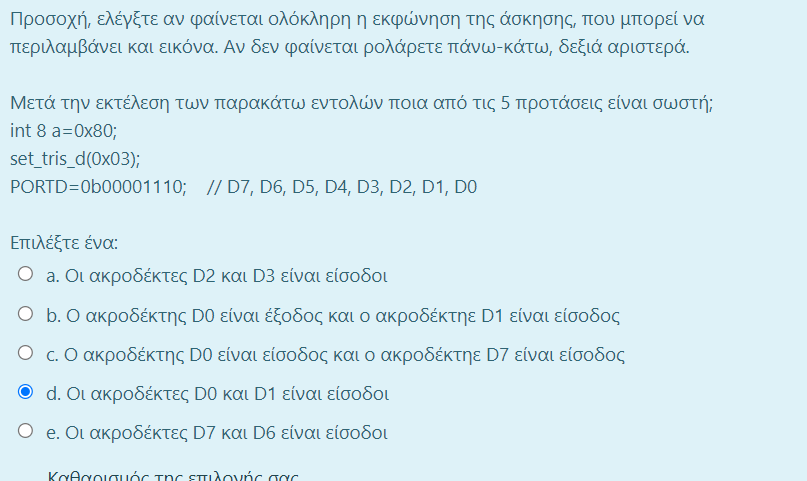 Προσοχή, ελέγξτε αν φαίνεται ολόκληρη η εκφώνηση της άσκησης, που μπορεί να
περιλαμβάνει και εικόνα. Αν δεν φαίνεται ρολάρετε πάνω-κάτω, δεξιά αριστερά.
Μετά την εκτέλεση των παρακάτω εντολών ποια από τις 5 προτάσεις είναι σωστή;
int 8 a=0x80;
set_tris_d(0x03);
PORTD=0b00001110; // D7, D6, D5, D4, D3, D2, D1, D0
Επιλέξτε ένα:
a. Οι ακροδέκτες D2 και D3 είναι είσοδοι
b. Ο ακροδέκτης D0 είναι έξοδος και ο ακροδέκτηε D1 είναι είσοδος
c. Ο ακροδέκτης D0 είναι είσοδος και ο ακροδέκτηε D7 είναι είσοδος
d. Οι ακροδέκτες D0 και D1 είναι είσοδοι
e. Οι ακροδέκτες D7 και D6 είναι είσοδοι
Καθαρισμός της επιλογής σας